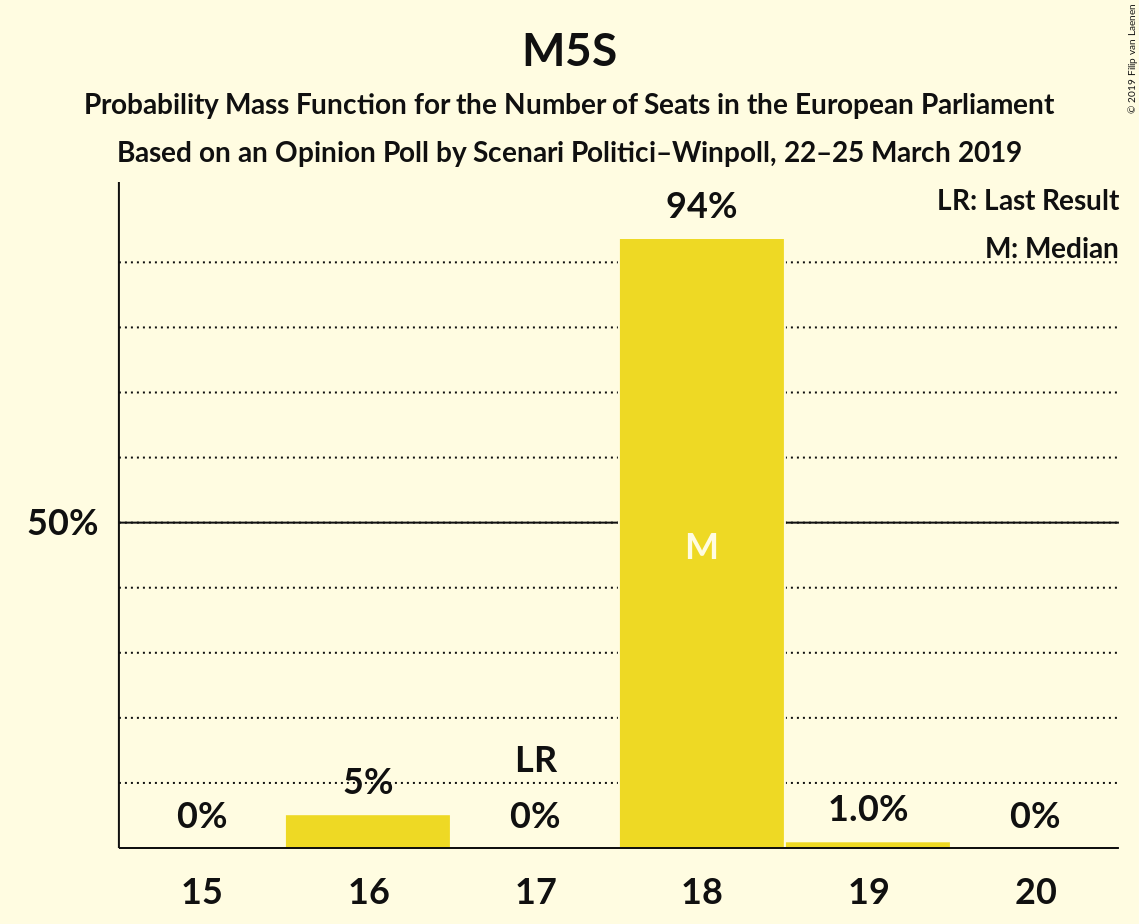 M5S
Probability Mass Function for the Number of Seats in the European Parliament
Based on an Opinion Poll by Scenari Politici–Winpoll, 22–25 March 2019
© 2019 Filip van Laenen
LR: Last Result
M: Median
94%
50%
M
LR
5%
0%
0%
1.0%
0%
15 16 17 18 19 20